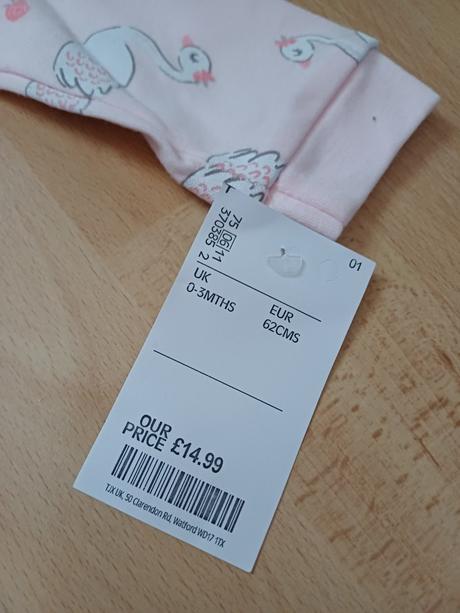 01
75 06 11
370385 2
UK
0-3MTHS
EUR
62CMS
OUR
PRICE £14.99
TJX UK, 50 Clarendon Rd, Watford WD17 1TX